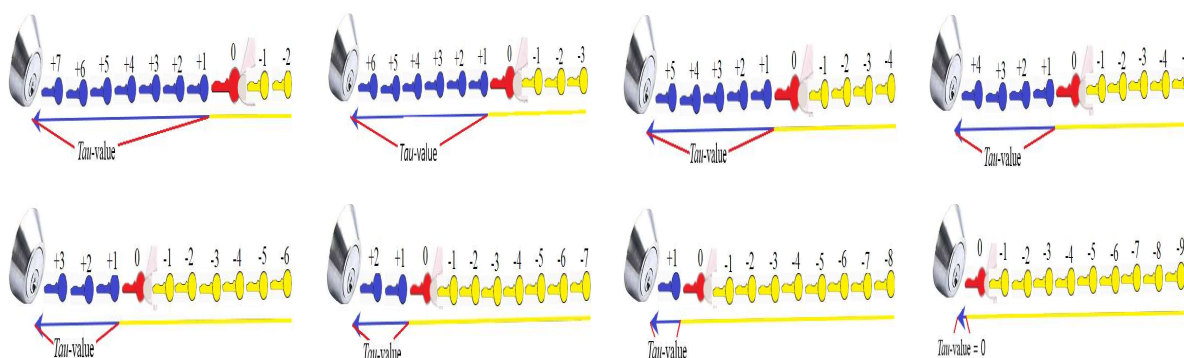 +7 +6 +5 +4 +3 +2 +1 0 -1 -2
Tau-value
+6 +5 +4 +3 +2 +1 0 -1 -2 -3
Tau-value
+5 +4 +3 +2 +1 0 -1 -2 -3 -4
Tau-value
+4 +3 +2 +1 0 -1 -2 -3 -4
Tau-value
+3 +2 +1 0 -1 -2 -3 -4 -5 -6
Tau-value
+2 +1 0 -1 -2 -3 -4 -5 -6 -7
Tau-value
+1 0 -1 -2 -3 -4 -5 -6 -7 -8
Tau-value
0 -1 -2 -3 -4 -5 -6 -7 -8 -9
Tau-value = 0